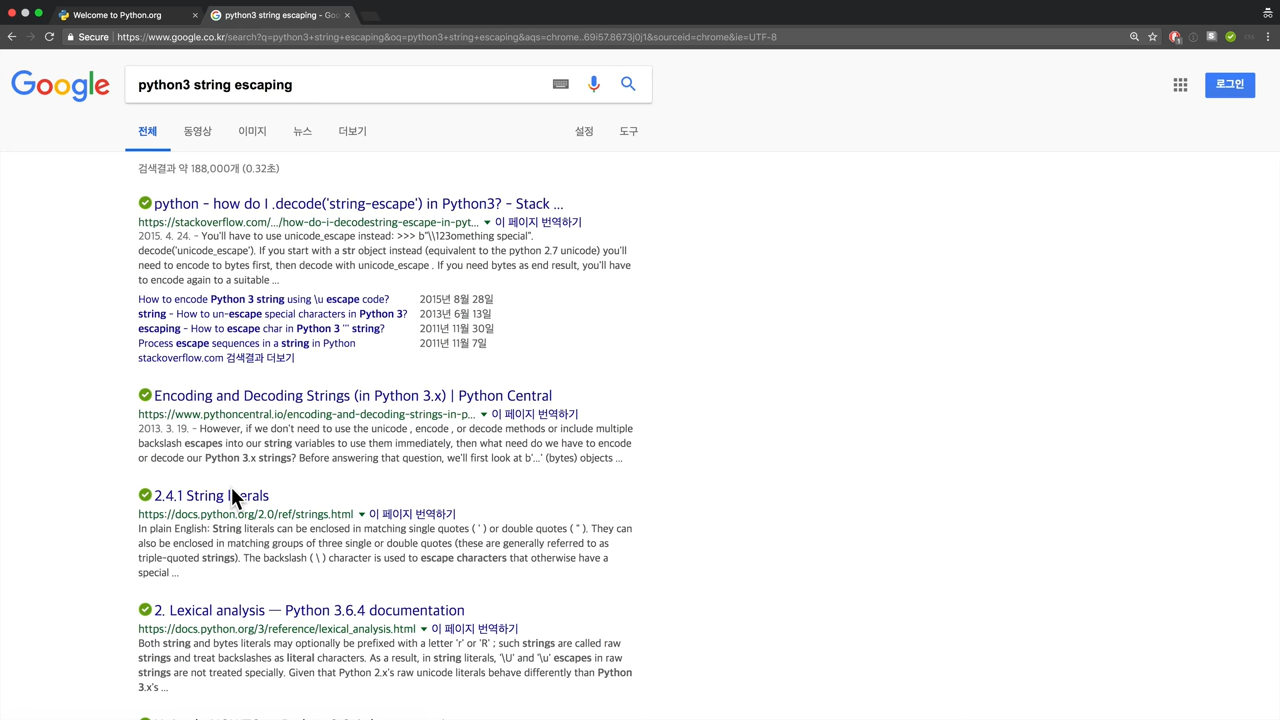 Welcome to Python.org
python3 string escaping - Goo
Secure https://www.google.co.kr/search?q=python3+string+escaping&oq=python3+string+escaping&aqs=chrome..69i57.8673j0j1&sourceid=chrome&ie=UTF-8
Google
python3 string escaping
로그인
전체 동영상 이미지 뉴스 더보기 설정 도구
검색결과 약 188,000개 (0.32초)
python - how do I .decode('string-escape') in Python3? - Stack ...
https://stackoverflow.com/.../how-do-i-decodestring-escape-in-pyt... 이 페이지 번역하기
2015. 4. 24. - You'll have to use unicode_escape instead: >>> b"\\123omething special".
decode('unicode_escape'). If you start with a str object instead (equivalent to the python 2.7 unicode) you'll
need to encode to bytes first, then decode with unicode_escape . If you need bytes as end result, you'll have
to encode again to a suitable ...
How to encode Python 3 string using \u escape code? 2015년 8월 28일
string - How to un-escape special characters in Python 3? 2013년 6월 13일
escaping - How to escape char in Python 3 ''' string? 2011년 11월 30일
Process escape sequences in a string in Python 2011년 11월 7일
stackoverflow.com 검색결과 더보기
Encoding and Decoding Strings (in Python 3.x) | Python Central
https://www.pythoncentral.io/encoding-and-decoding-strings-in-p... 이 페이지 번역하기
2013. 3. 19. - However, if we don't need to use the unicode , encode , or decode methods or include multiple
backslash escapes into our string variables to use them immediately, then what need do we have to encode
or decode our Python 3.x strings? Before answering that question, we'll first look at b'...' (bytes) objects ...
2.4.1 String literals
https://docs.python.org/2.0/ref/strings.html 이 페이지 번역하기
In plain English: String literals can be enclosed in matching single quotes ( ' ) or double quotes ( " ). They can
also be enclosed in matching groups of three single or double quotes (these are generally referred to as
triple-quoted strings). The backslash ( \ ) character is used to escape characters that otherwise have a
special ...
2. Lexical analysis — Python 3.6.4 documentation
https://docs.python.org/3/reference/lexical_analysis.html 이 페이지 번역하기
Both string and bytes literals may optionally be prefixed with a letter 'r' or 'R' ; such strings are called raw
strings and treat backslashes as literal characters. As a result, in string literals, '\U' and '\u' escapes in raw
strings are not treated specially. Given that Python 2.x's raw unicode literals behave differently than Python
3.x's ...